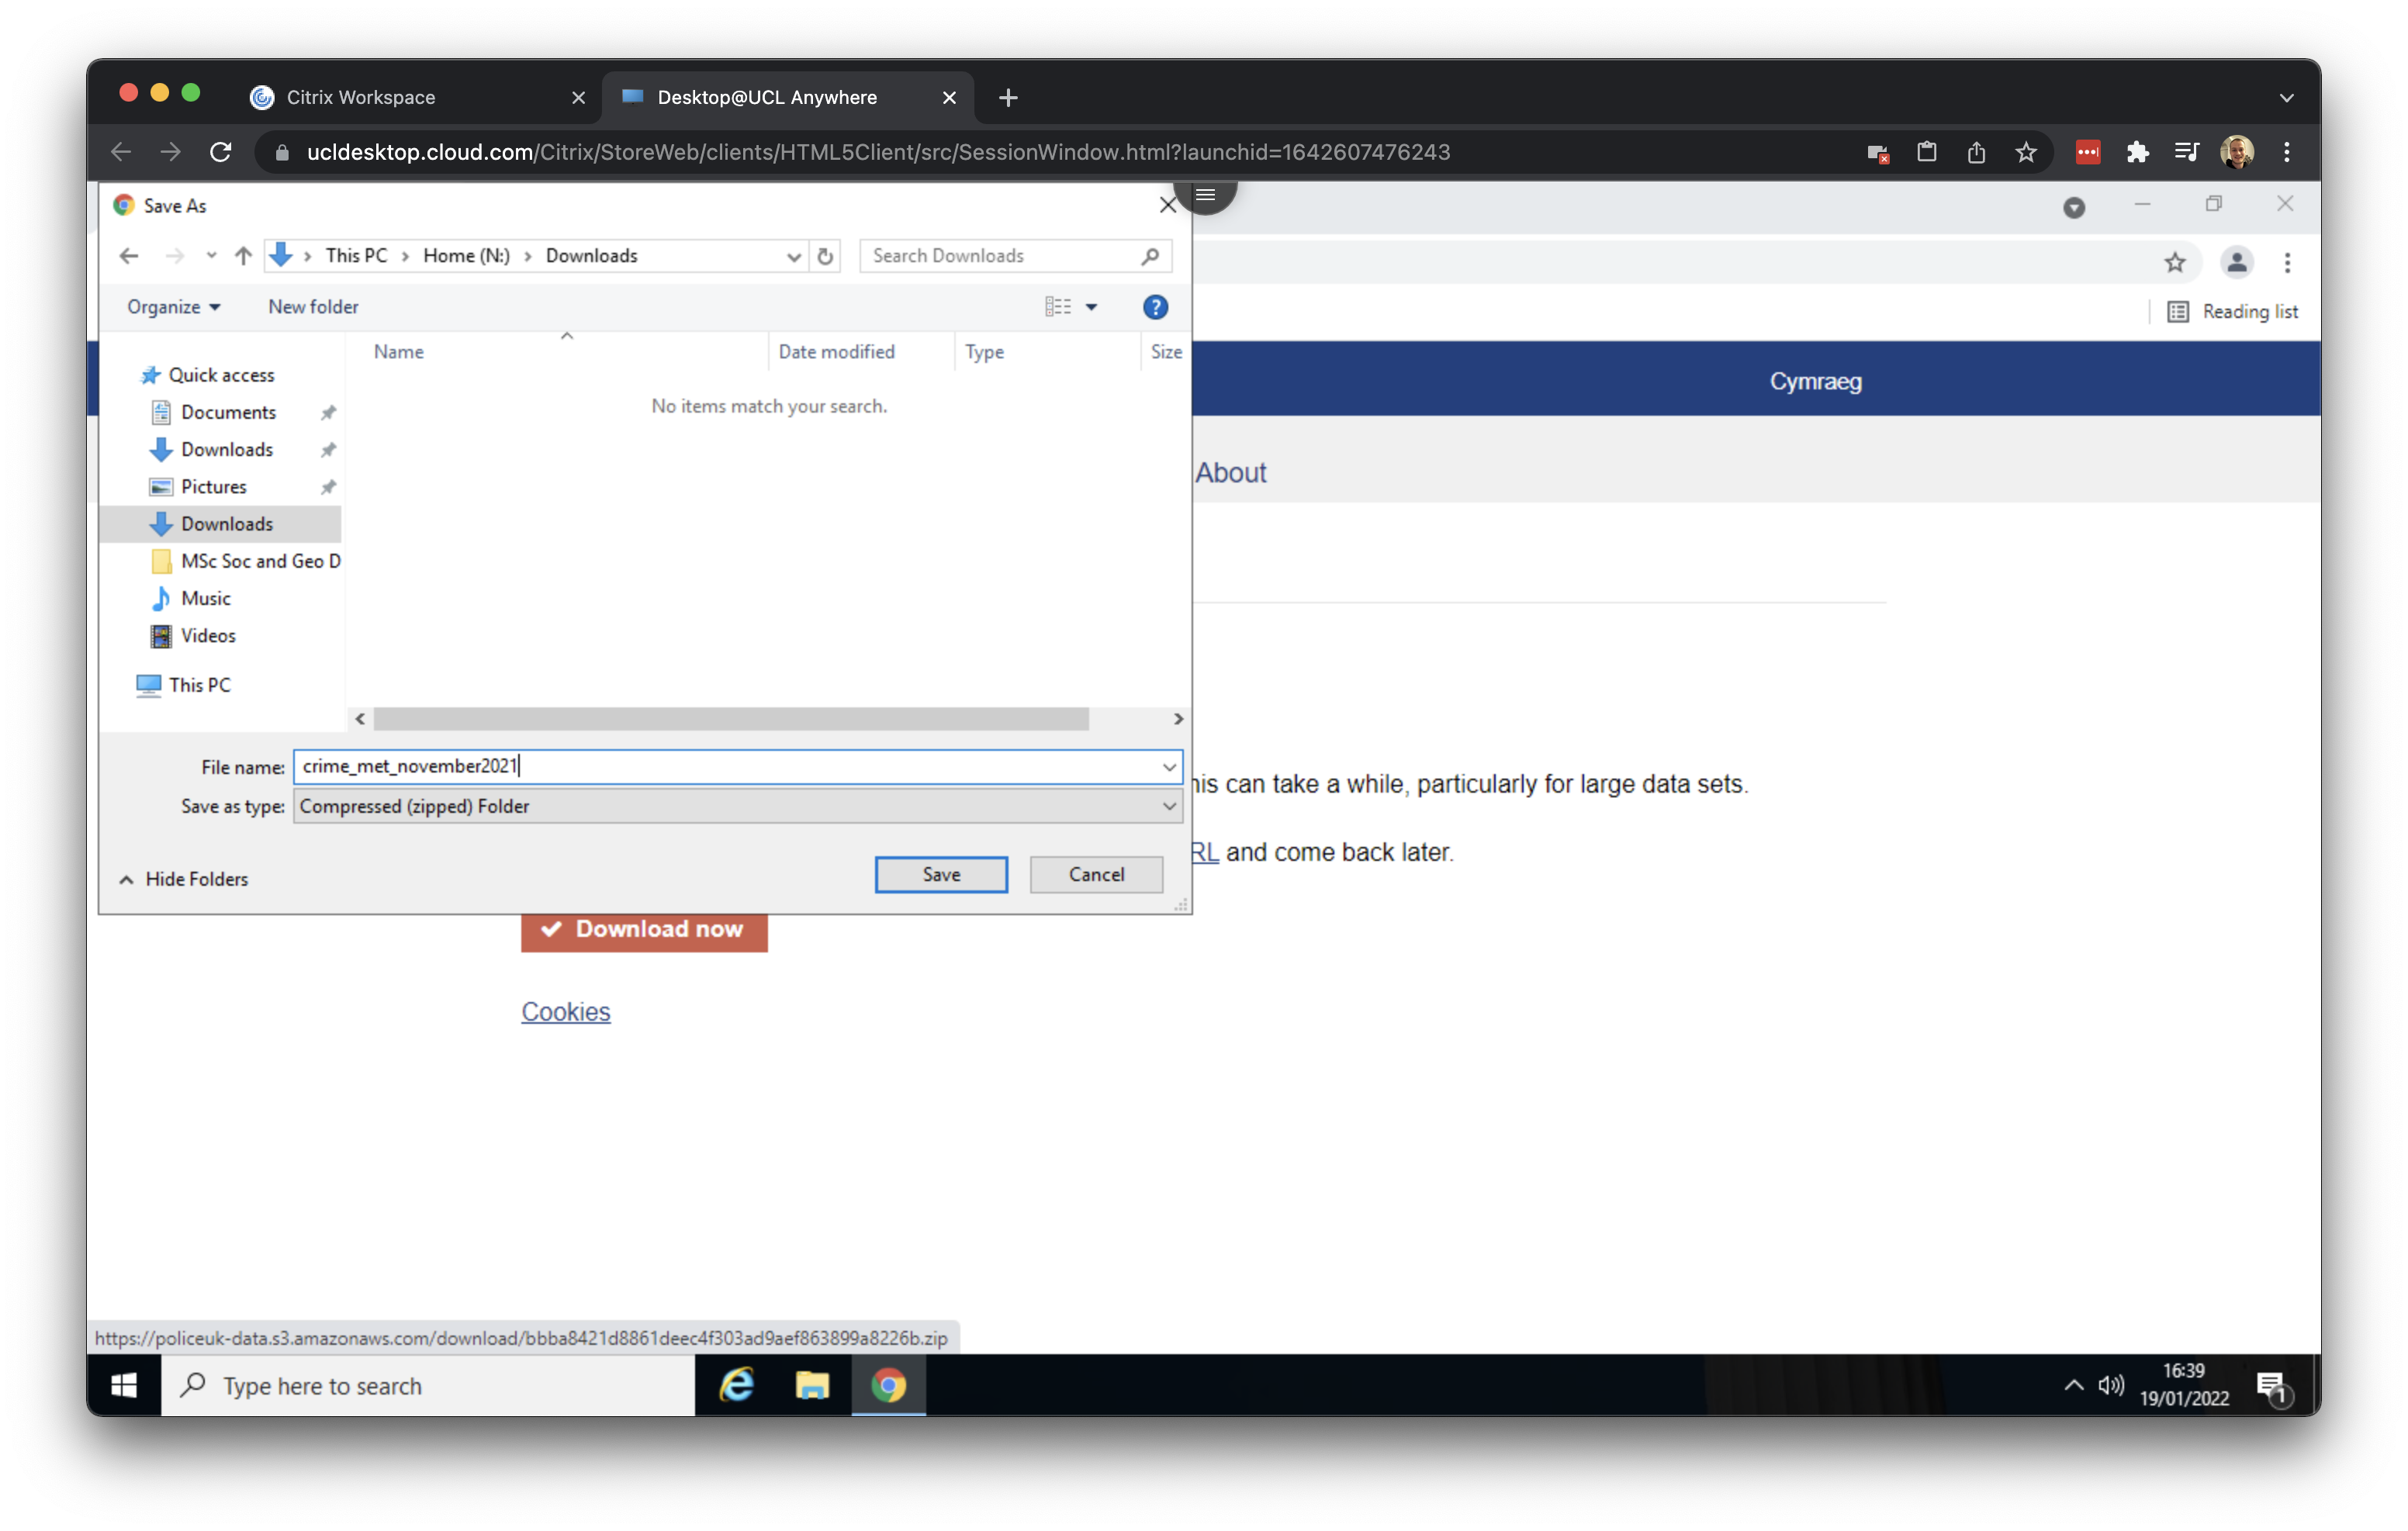 Citrix Workspace
Desktop@UCL Anywhere
ucldesktop.cloud.com/Citrix/StoreWeb/clients/HTML5Client/src/SessionWindow.html?launchid=1642607476243
Save As
This PC > Home (N:) > Downloads
Search Downloads
Organize
New folder
Reading list
Name
Date modified
Type
Size
No items match your search.
Quick access
Documents
Downloads
Pictures
Downloads
MSc Soc and Geo D
Music
Videos
This PC
Cymraeg
About
File name: crime_met_november2021
Save as type: Compressed (zipped) Folder
Hide Folders
Save
Cancel
his can take a while, particularly for large data sets.
RL and come back later.
Download now
Cookies
https://policeuk-data.s3.amazonaws.com/download/bbba8421d8861deec4f303ad9aef863899a8226b.zip
Type here to search
16:39
19/01/2022
1